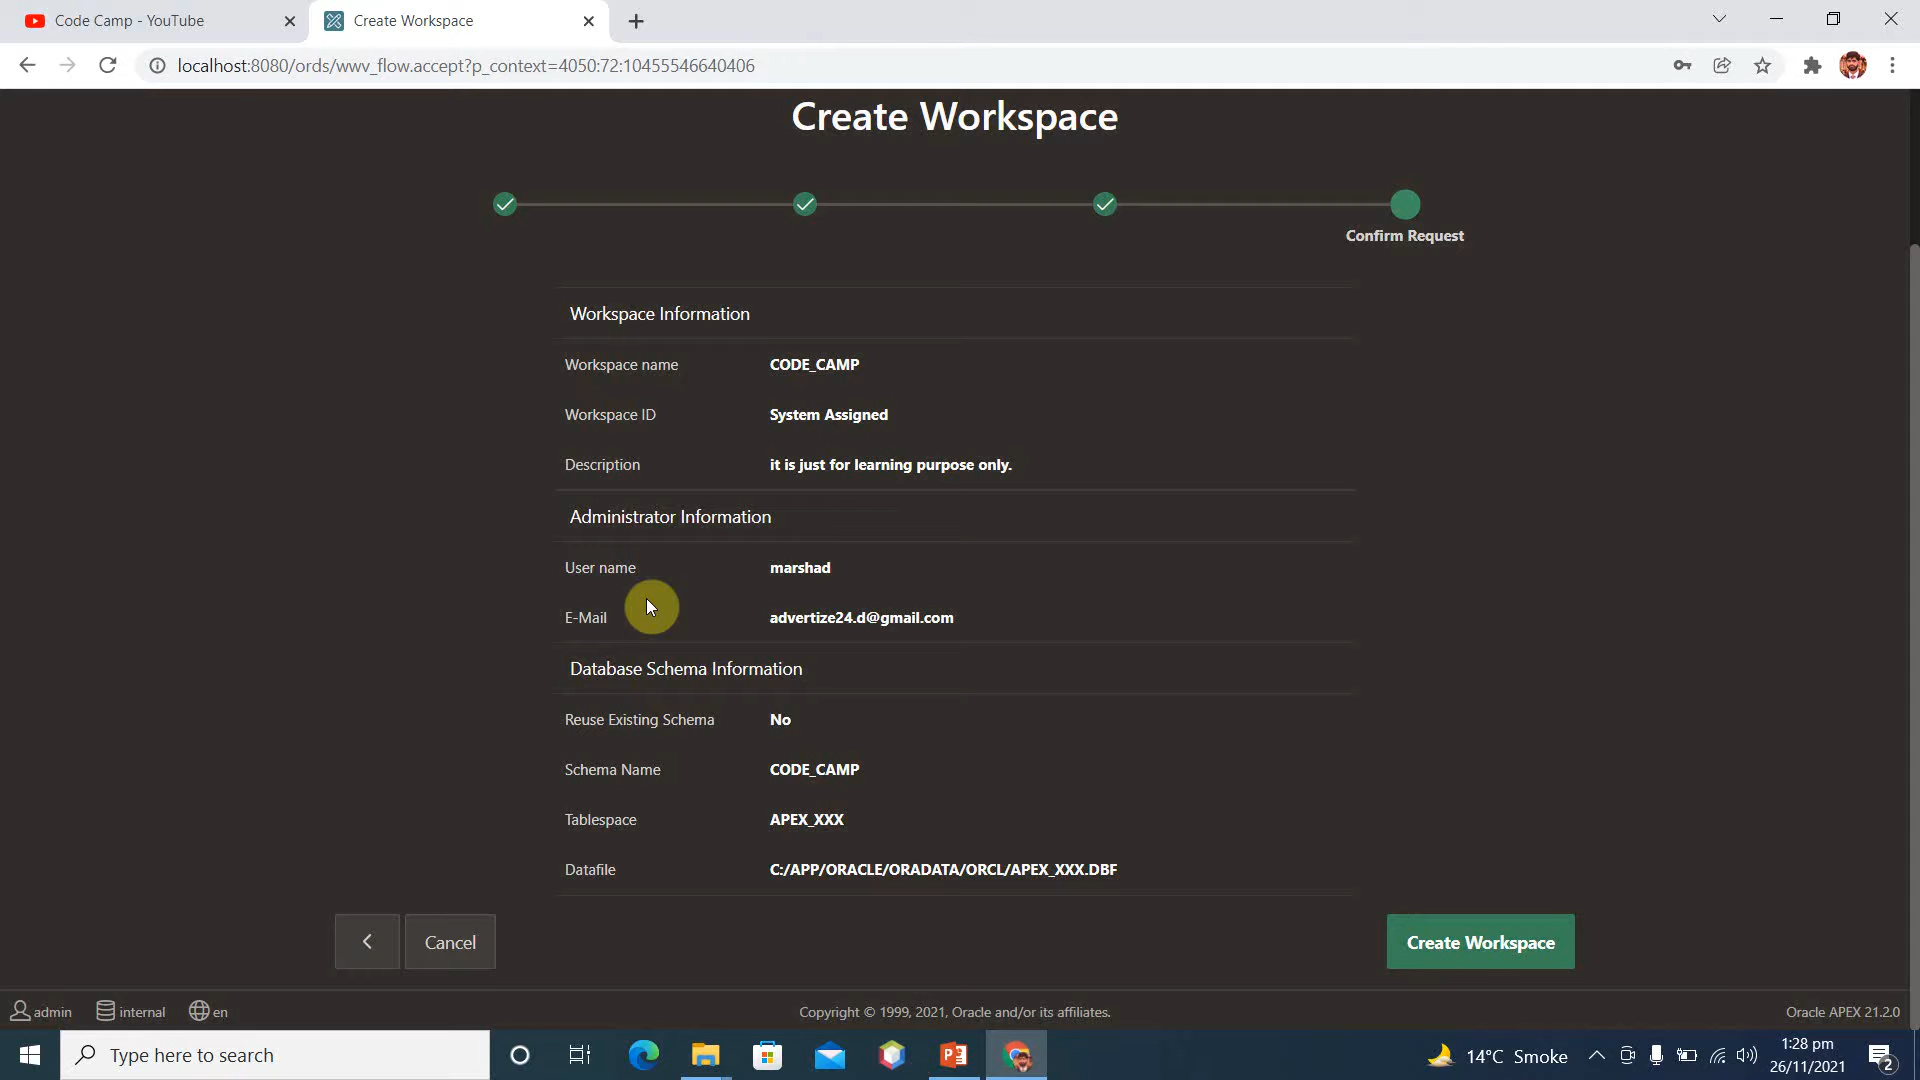 Code Camp - YouTube
Create Workspace
localhost:8080/ords/wwv_flow.accept?p_context=4050:72:10455546640406
Create Workspace
Confirm Request
Workspace Information
Workspace name CODE_CAMP
Workspace ID System Assigned
Description it is just for learning purpose only.
Administrator Information
User name marshad
E-Mail advertize24.d@gmail.com
Database Schema Information
Reuse Existing Schema No
Schema Name CODE_CAMP
Tablespace APEX_XXX
Datafile C:/APP/ORACLE/ORADATA/ORCL/APEX_XXX.DBF
Cancel
Create Workspace
admin internal en
Copyright © 1999, 2021, Oracle and/or its affiliates.
Oracle APEX 21.2.0
Type here to search
14°C Smoke
1:28 pm
26/11/2021
2